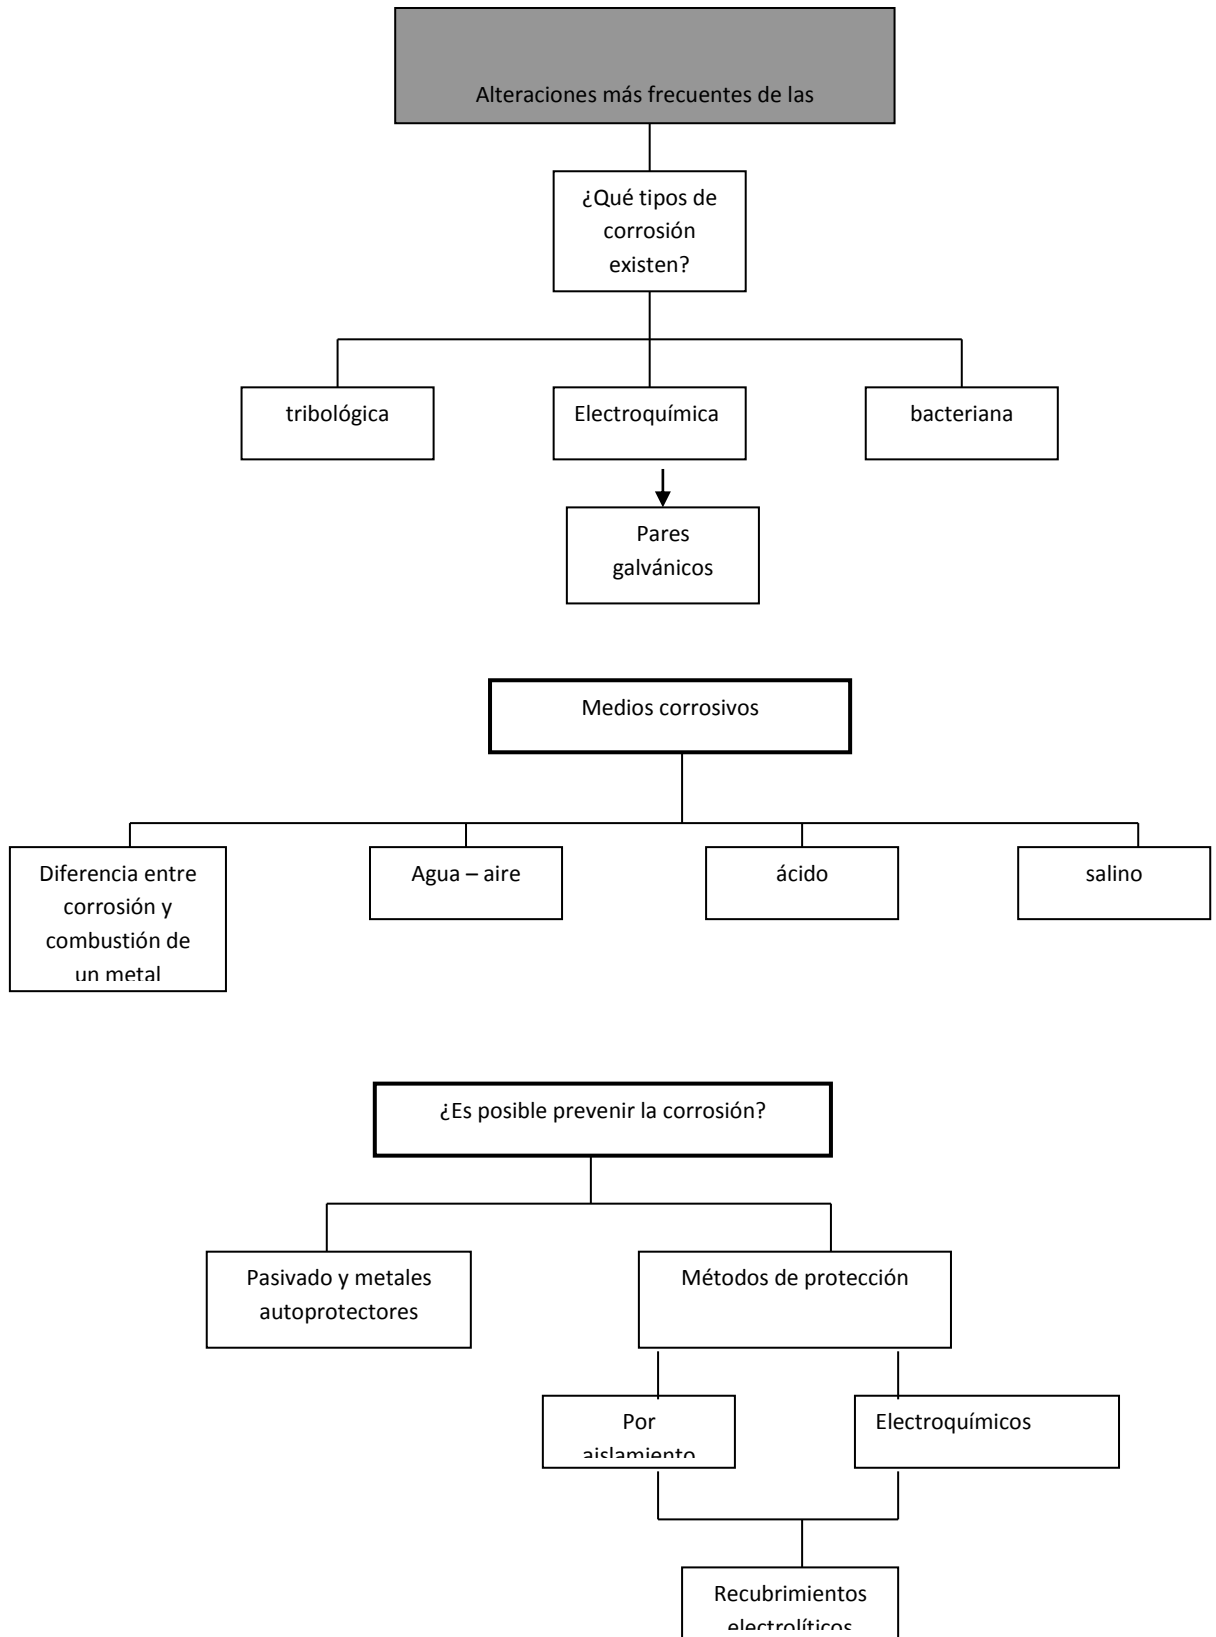 Alteraciones más frecuentes de las
¿Qué tipos de
corrosión
existen?
tribológica
Electroquímica
bacteriana
Pares
galvánicos
Medios corrosivos
Diferencia entre
corrosión y
combustión de
un metal
Agua – aire
ácido
salino
¿Es posible prevenir la corrosión?
Pasivado y metales
autoprotectores
Métodos de protección
Por
aislamiento
Electroquímicos
Recubrimientos
electrolíticos